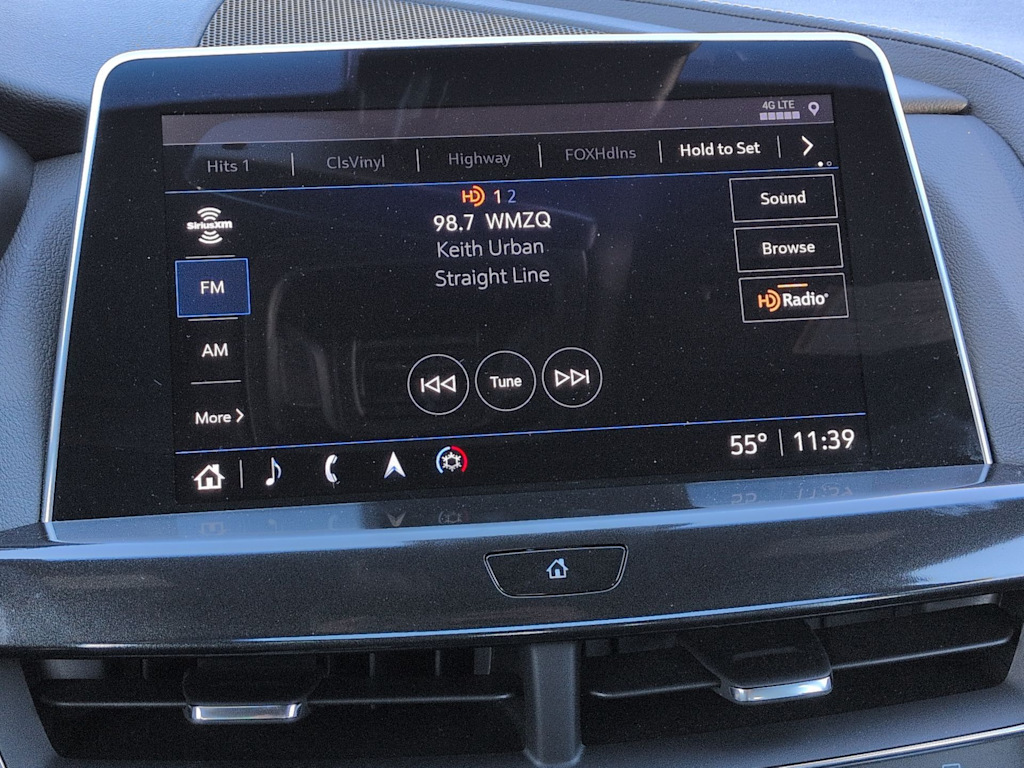 4G LTE
Hits 1 ClsVinyl Highway FOXHdlns Hold to Set
HD 1 2
98.7 WMZQ
Keith Urban
Straight Line
SiriusXM
FM
AM
More
Sound
Browse
HD Radio
Tune
55° 11:39